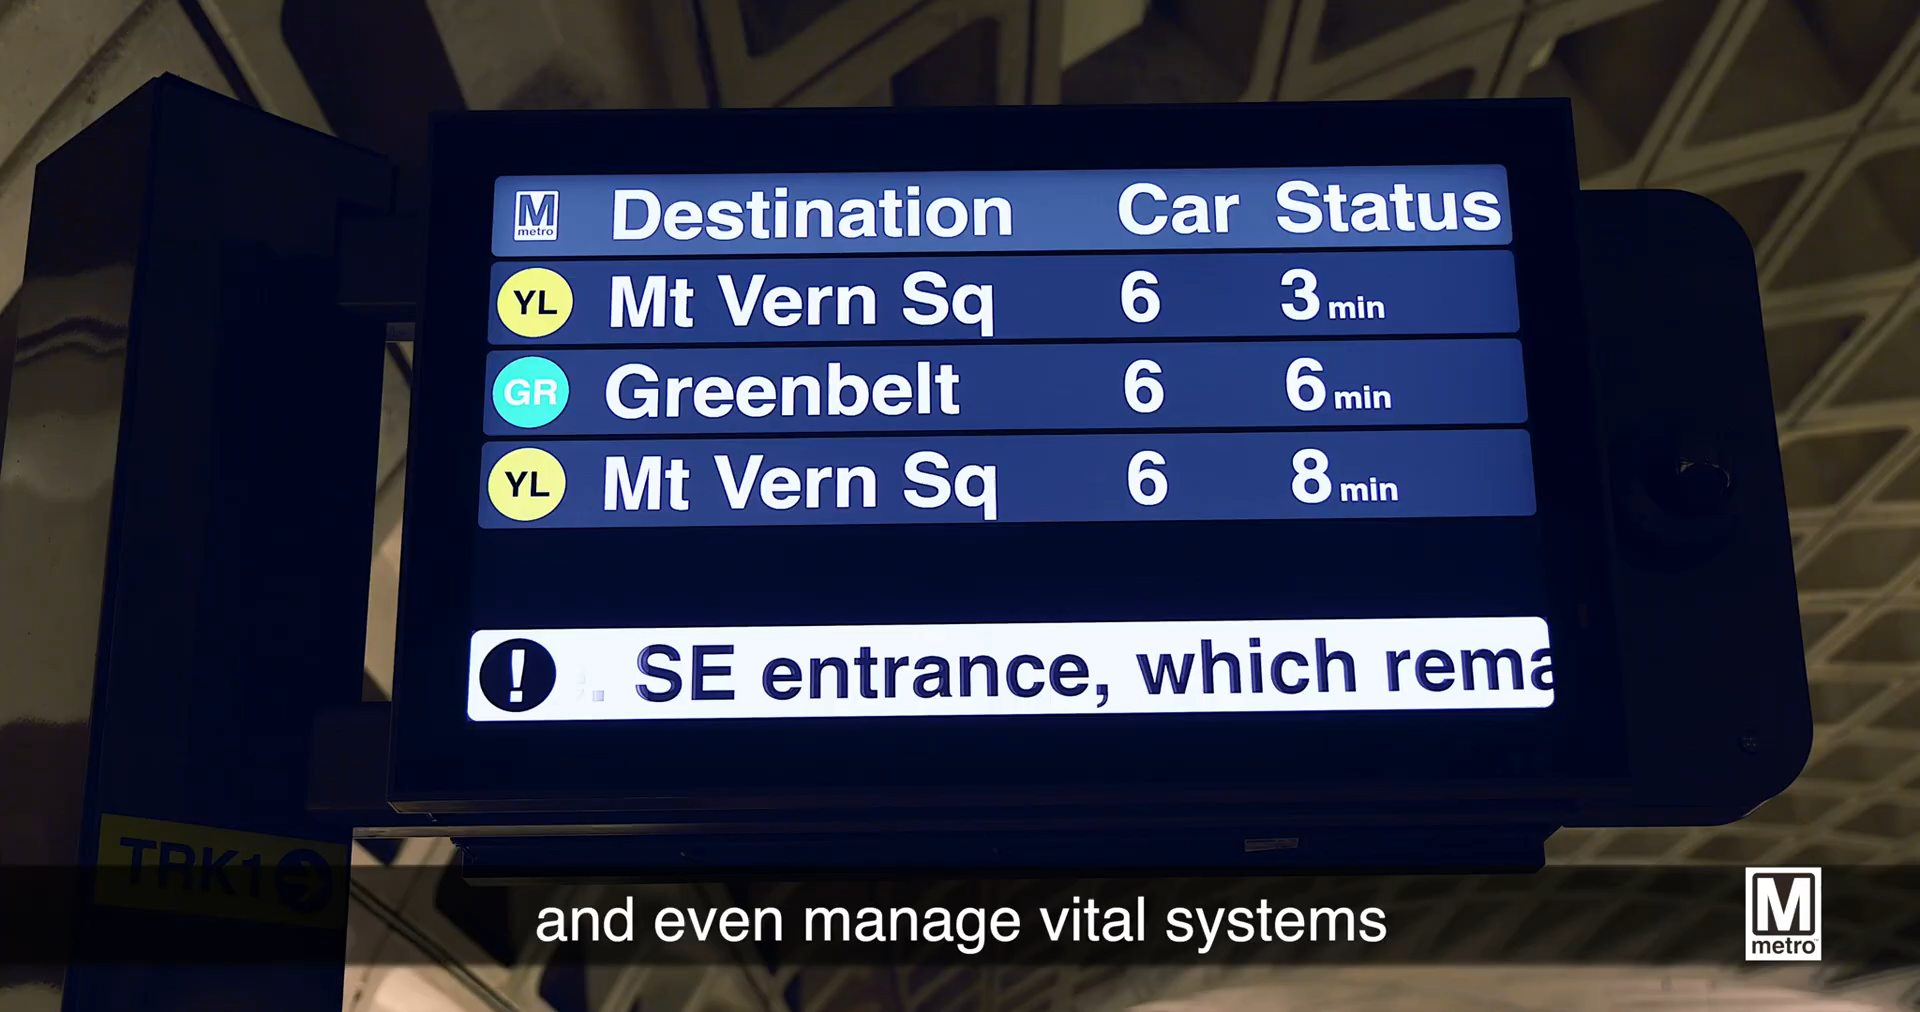 M metro Destination Car Status
YL Mt Vern Sq 6 3 min
GR Greenbelt 6 6 min
YL Mt Vern Sq 6 8 min
! SE entrance, which rema
TRK1
and even manage vital systems
M metro